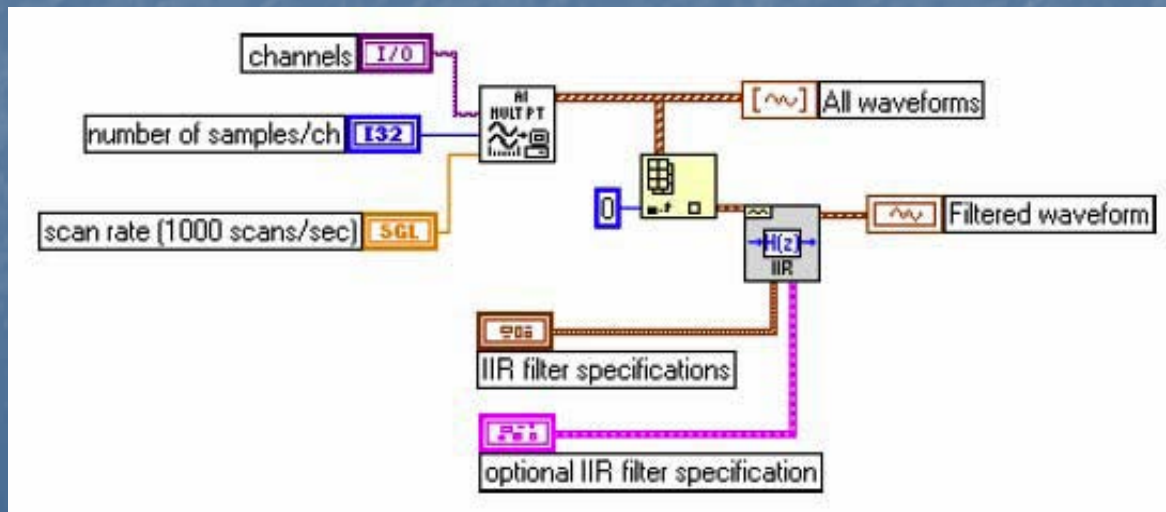 channels
I/O
AI
MULT PT
[~] All waveforms
number of samples/ch
I32
0
scan rate (1000 scans/sec)
SGL
Filtered waveform
H(z)
IIR
IIR filter specifications
optional IIR filter specification